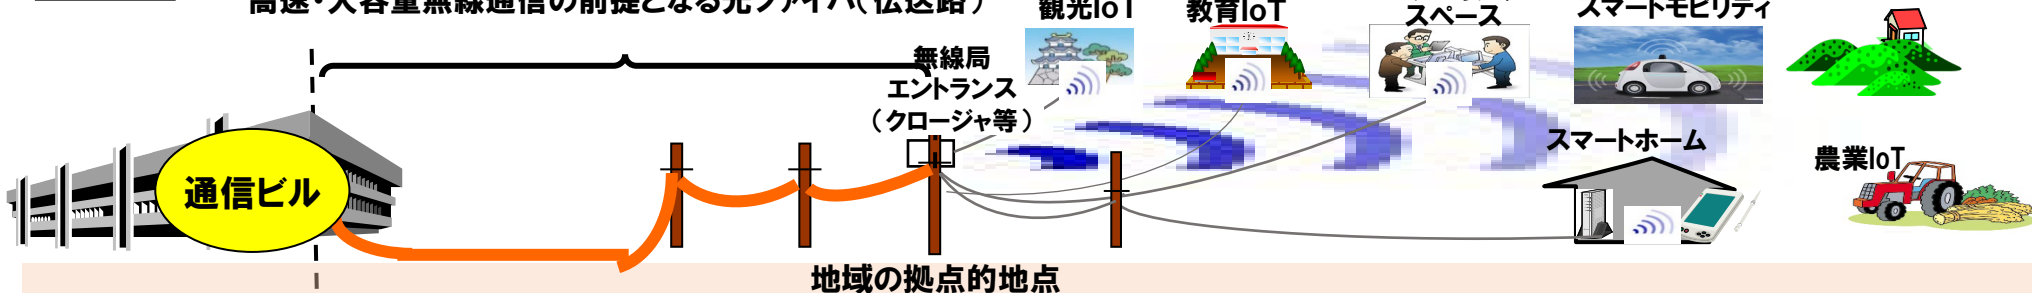 高速・大容量無線通信の前提となる光ファイバ（伝送路）
観光IoT
教育IoT
スペース
スマートモビリティ
無線局
エントランス
（クロージャ等）
スマートホーム
農業IoT
通信ビル
地域の拠点的地点